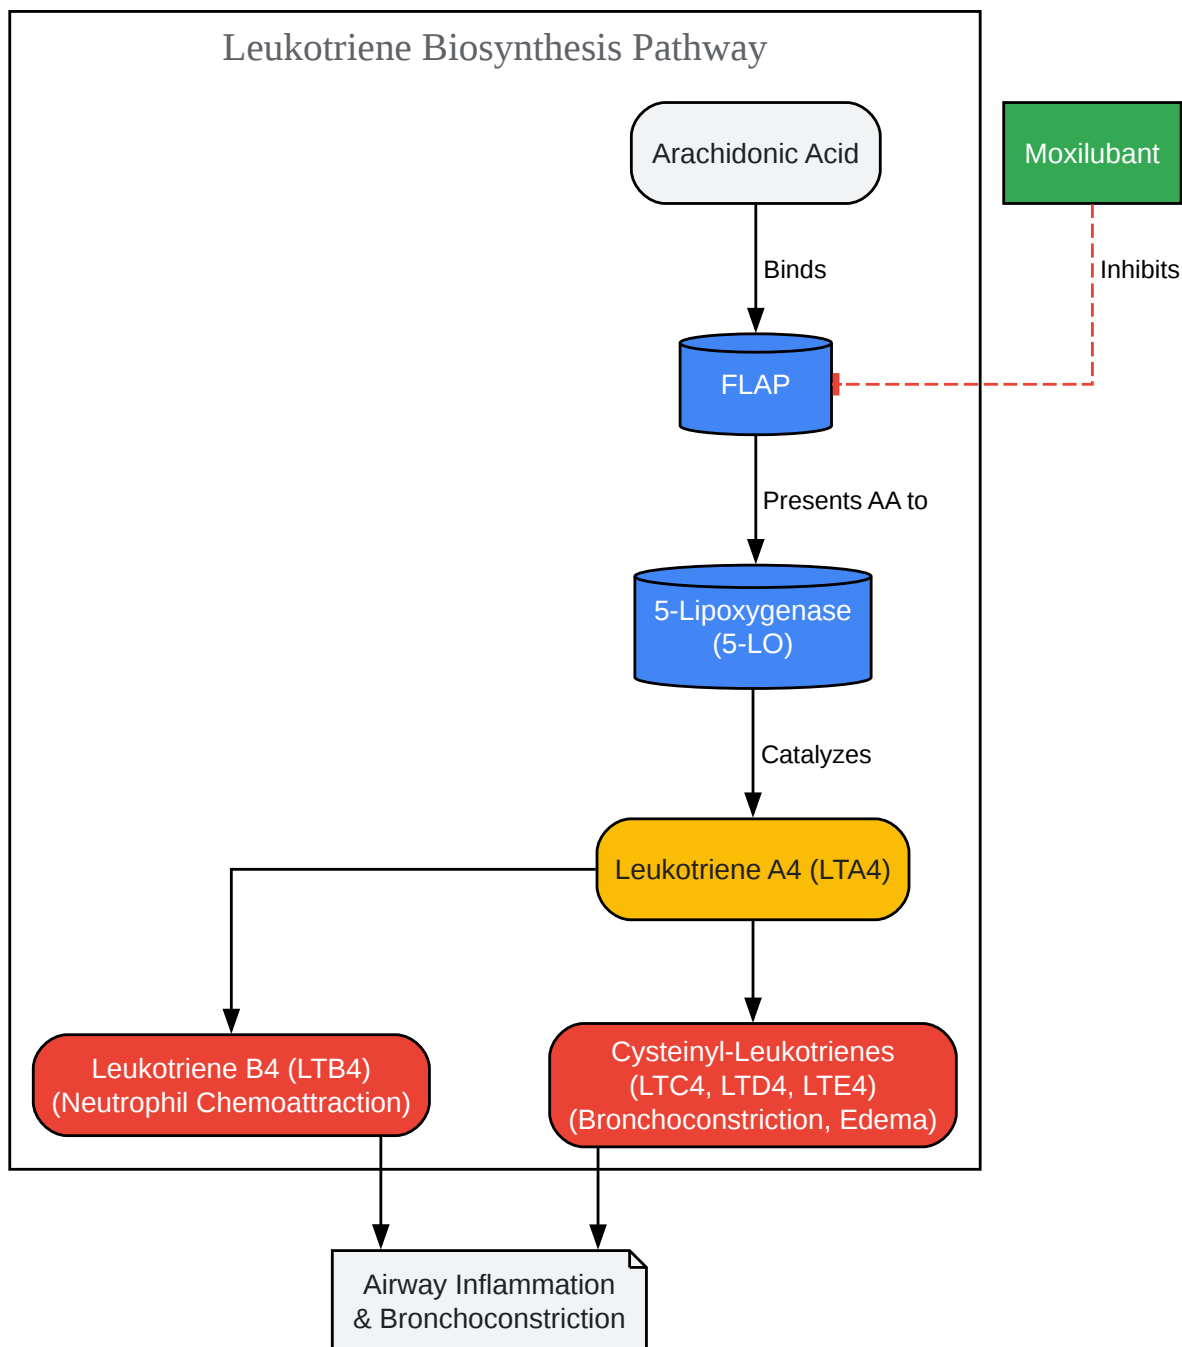 Leukotriene Biosynthesis Pathway
Arachidonic Acid
Moxilubant
Binds
Inhibits
FLAP
Presents AA to
5-Lipoxygenase
(5-LO)
Catalyzes
Leukotriene A4 (LTA4)
Leukotriene B4 (LTB4)
(Neutrophil Chemoattraction)
Cysteinyl-Leukotrienes
(LTC4, LTD4, LTE4)
(Bronchoconstriction, Edema)
Airway Inflammation
& Bronchoconstriction